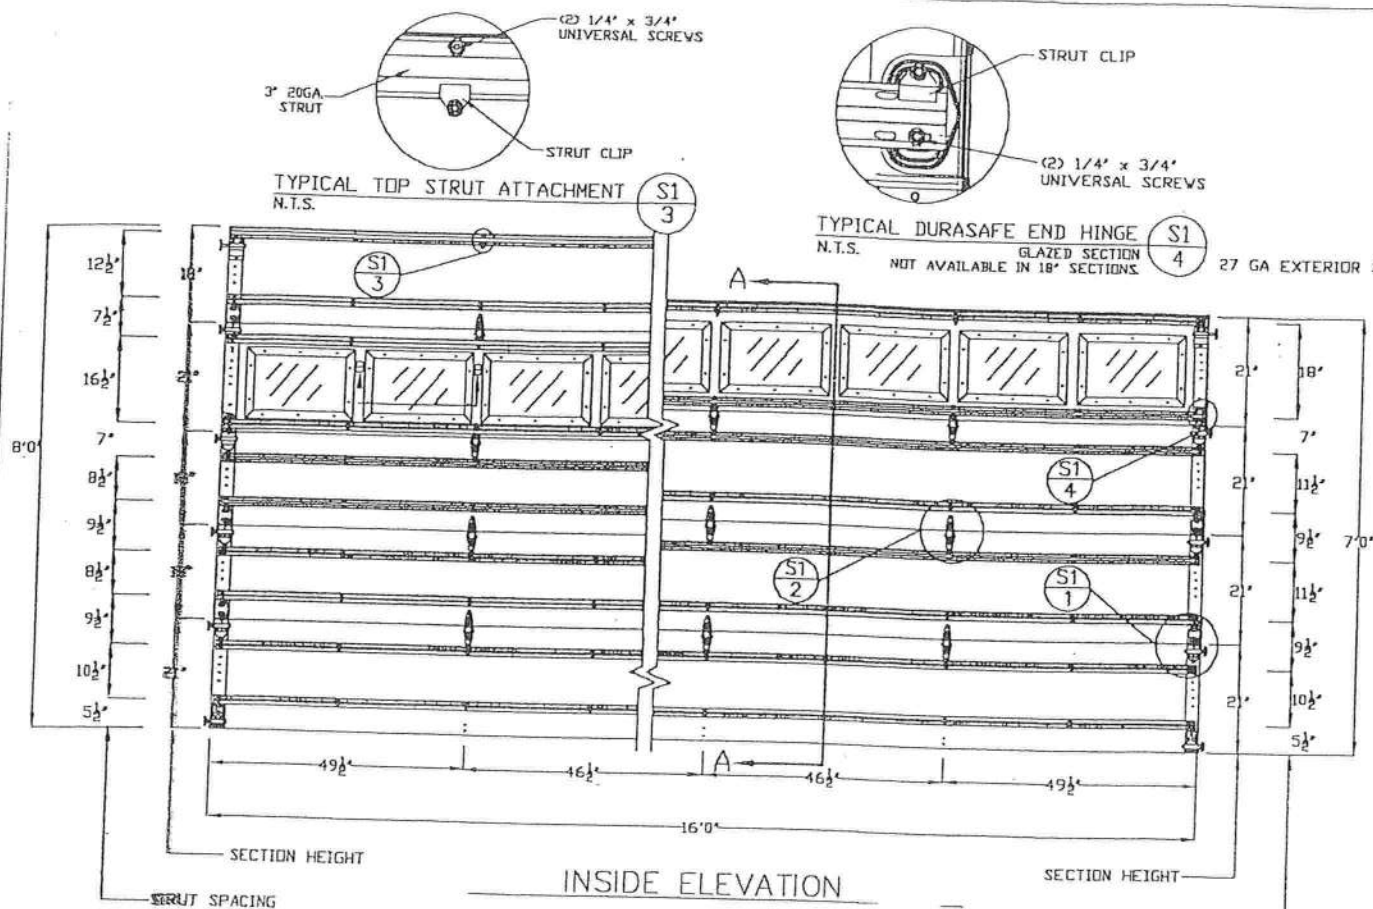 (2) 1/4" x 3/4"
UNIVERSAL SCREWS
3" 20GA.
STRUT
STRUT CLIP
TYPICAL TOP STRUT ATTACHMENT
N.T.S.
S1
3
STRUT CLIP
(2) 1/4" x 3/4"
UNIVERSAL SCREWS
TYPICAL DURASAFE END HINGE
N.T.S.
GLAZED SECTION
NOT AVAILABLE IN 18" SECTIONS
S1
4
27 GA EXTERIOR
8'0"
12½"
7½"
16½"
7"
8½"
9½"
8½"
9½"
10½"
5½"
18"
21"
S1
3
A
S1
4
S1
2
S1
1
A
21"
21"
21"
21"
18"
7"
11½"
9½"
11½"
9½"
10½"
5½"
7'0"
49½"
46½"
46½"
49½"
16'0"
SECTION HEIGHT
STRUT SPACING
INSIDE ELEVATION
SECTION HEIGHT